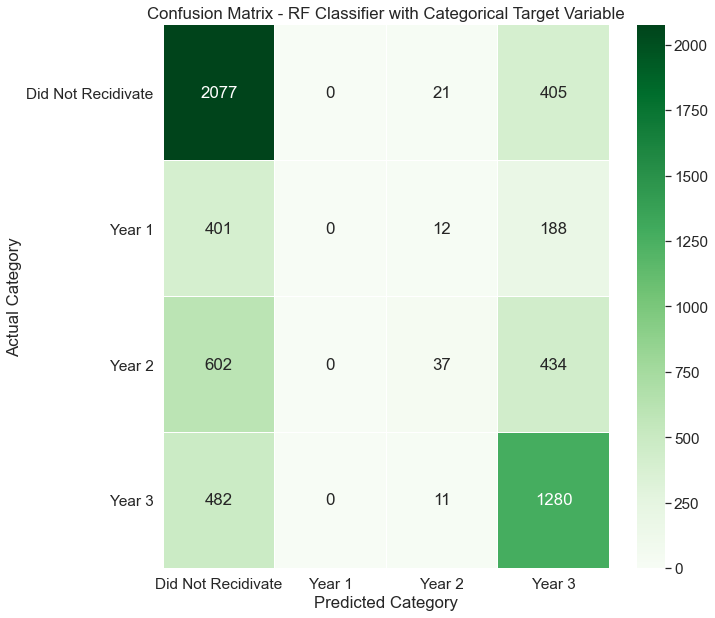 Confusion Matrix - RF Classifier with Categorical Target Variable
Did Not Recidivate 2077 0 21 405
Year 1 401 0 12 188
Year 2 602 0 37 434
Year 3 482 0 11 1280
Did Not Recidivate Year 1 Year 2 Year 3
Predicted Category
Actual Category
2000
1750
1500
1250
1000
750
500
250
0